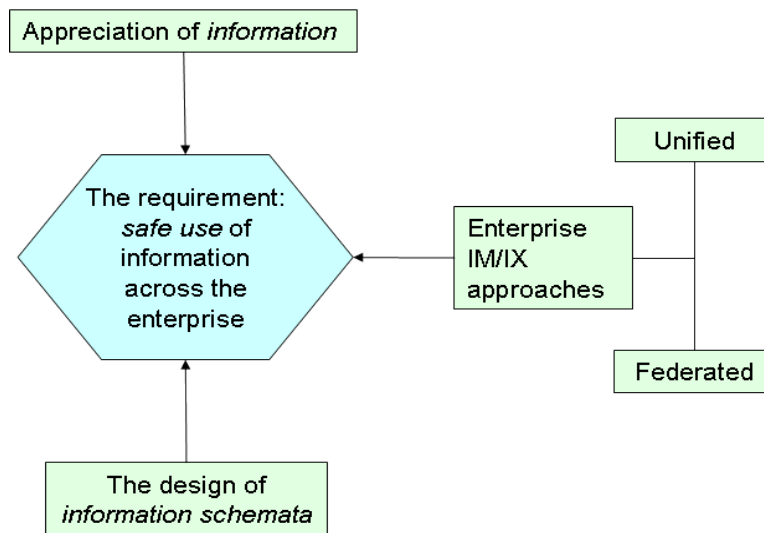 Appreciation of information
Unified
The requirement:
safe use of
information
across the
enterprise
Enterprise
IM/IX
approaches
Federated
The design of
information schemata